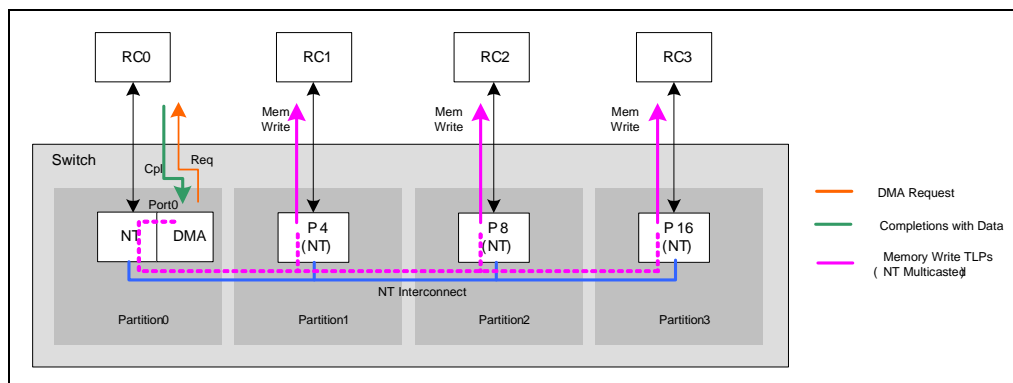 RC0
RC1
RC2
RC3
Mem
Write
Mem
Write
Mem
Write
Switch
Cpl
Req
Port0
NT
DMA
P 4
(NT)
P 8
(NT)
P 16
(NT)
NT Interconnect
Partition0
Partition1
Partition2
Partition3
DMA Request
Completions with Data
Memory Write TLPs
( NT Multicasted)